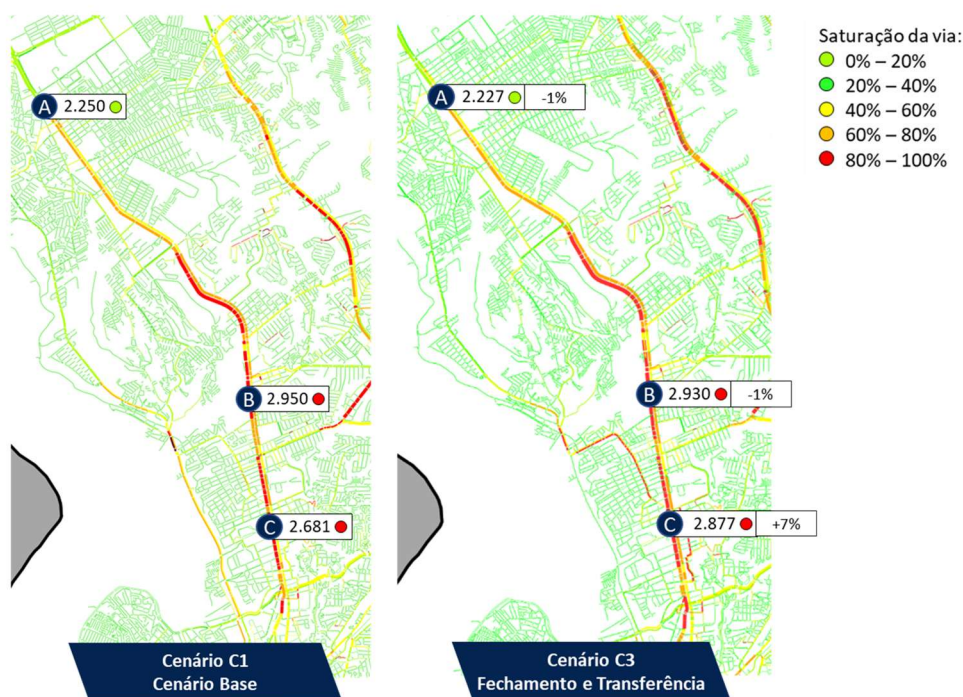 Saturação da via:
0% – 20%
20% – 40%
40% – 60%
60% – 80%
80% – 100%
A 2.250
B 2.950
C 2.681
Cenário C1
Cenário Base
A 2.227 -1%
B 2.930 -1%
C 2.877 +7%
Cenário C3
Fechamento e Transferência